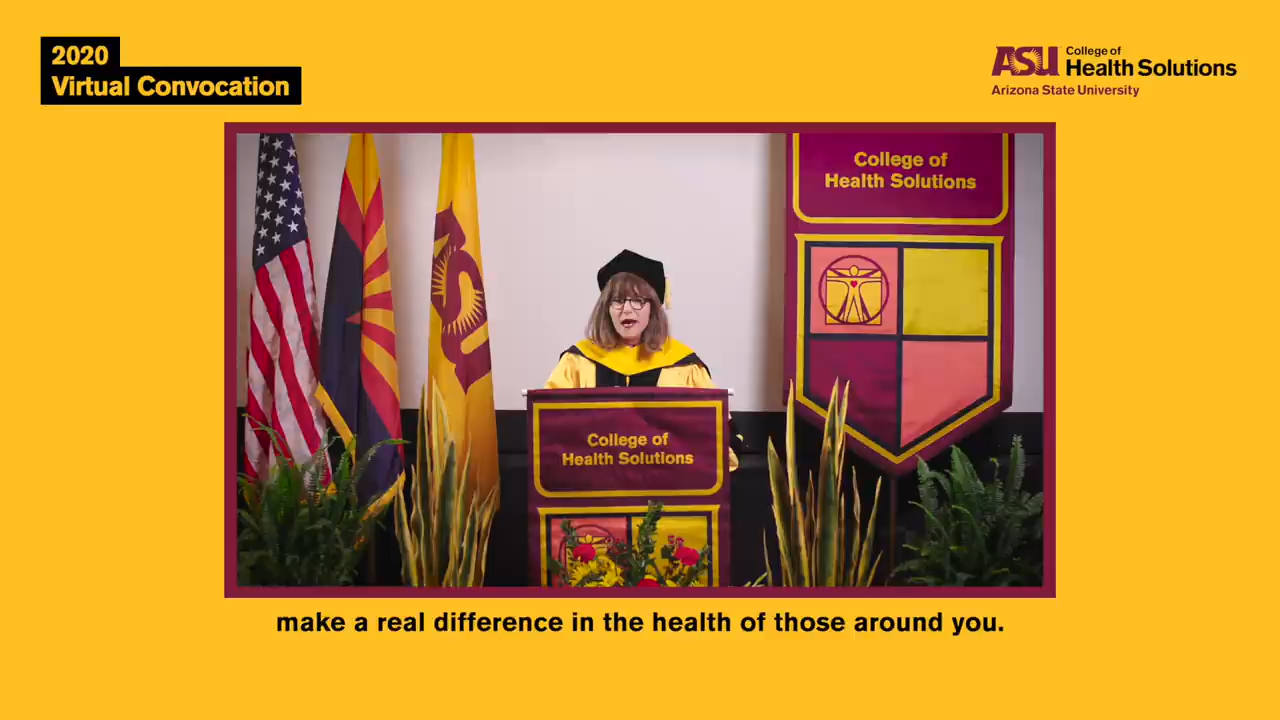 2020
Virtual Convocation
ASU College of
Health Solutions
Arizona State University
College of
Health Solutions
College of
Health Solutions
make a real difference in the health of those around you.